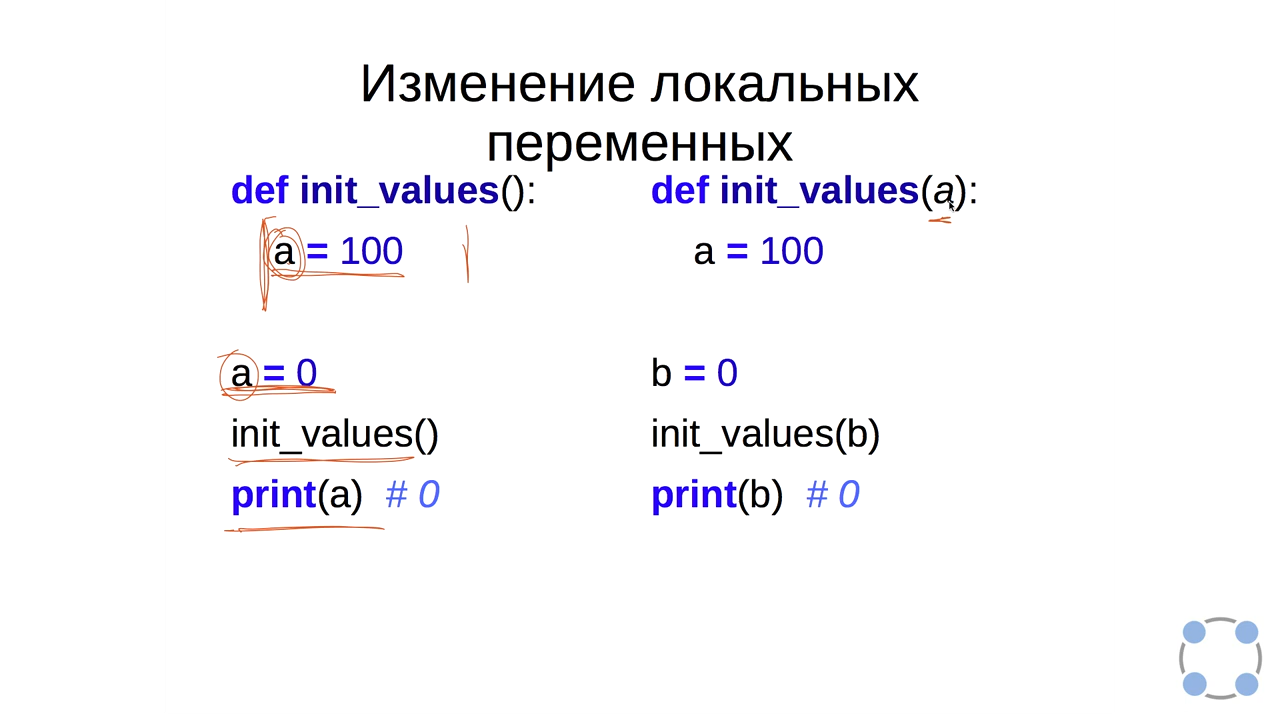 Изменение локальных
переменных
def init_values():
a = 100
a = 0
init_values()
print(a) # 0
def init_values(a):
a = 100
b = 0
init_values(b)
print(b) # 0